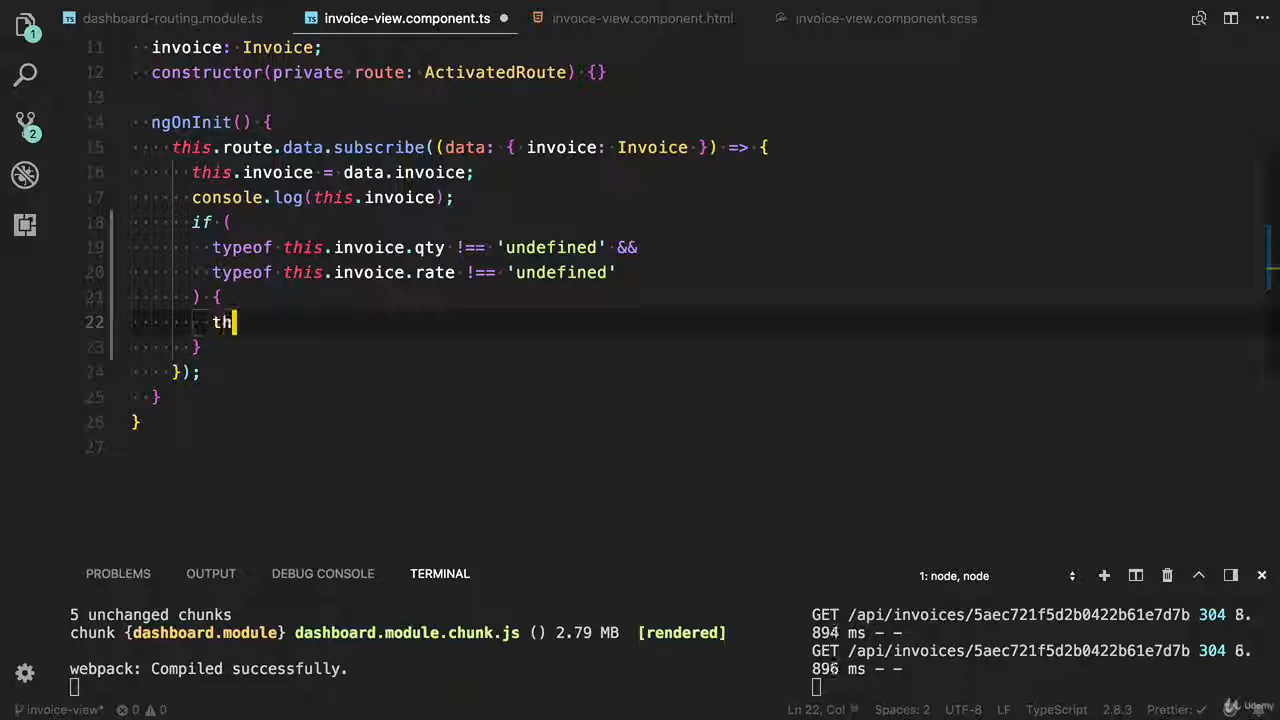 1
2
dashboard-routing.module.ts
invoice-view.component.ts
invoice-view.component.html
invoice-view.component.scss
11 invoice: Invoice;
12 constructor(private route: ActivatedRoute) {}
13
14 ngOnInit() {
15 this.route.data.subscribe((data: { invoice: Invoice }) => {
16 this.invoice = data.invoice;
17 console.log(this.invoice);
18 if (
19 typeof this.invoice.qty !== 'undefined' &&
20 typeof this.invoice.rate !== 'undefined'
21 ) {
22 th
23 }
24 });
25 }
26 }
27
PROBLEMS OUTPUT DEBUG CONSOLE TERMINAL 1: node, node
5 unchanged chunks
chunk {dashboard.module} dashboard.module.chunk.js () 2.79 MB [rendered]
webpack: Compiled successfully.
GET /api/invoices/5aec721f5d2b0422b61e7d7b 304 8.
894 ms - -
GET /api/invoices/5aec721f5d2b0422b61e7d7b 304 6.
896 ms - -
invoice-view* 0 0 Ln 22, Col Spaces: 2 UTF-8 LF TypeScript 2.8.3 Prettier: ✓
Udemy